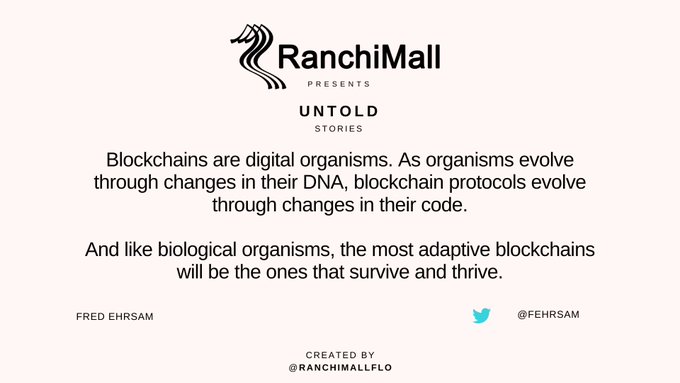 RanchiMall
PRESENTS
UNTOLD
STORIES
Blockchains are digital organisms. As organisms evolve
through changes in their DNA, blockchain protocols evolve
through changes in their code.
And like biological organisms, the most adaptive blockchains
will be the ones that survive and thrive.
FRED EHRSAM
@FEHRSAM
CREATED BY
@RANCHIMALLFLO